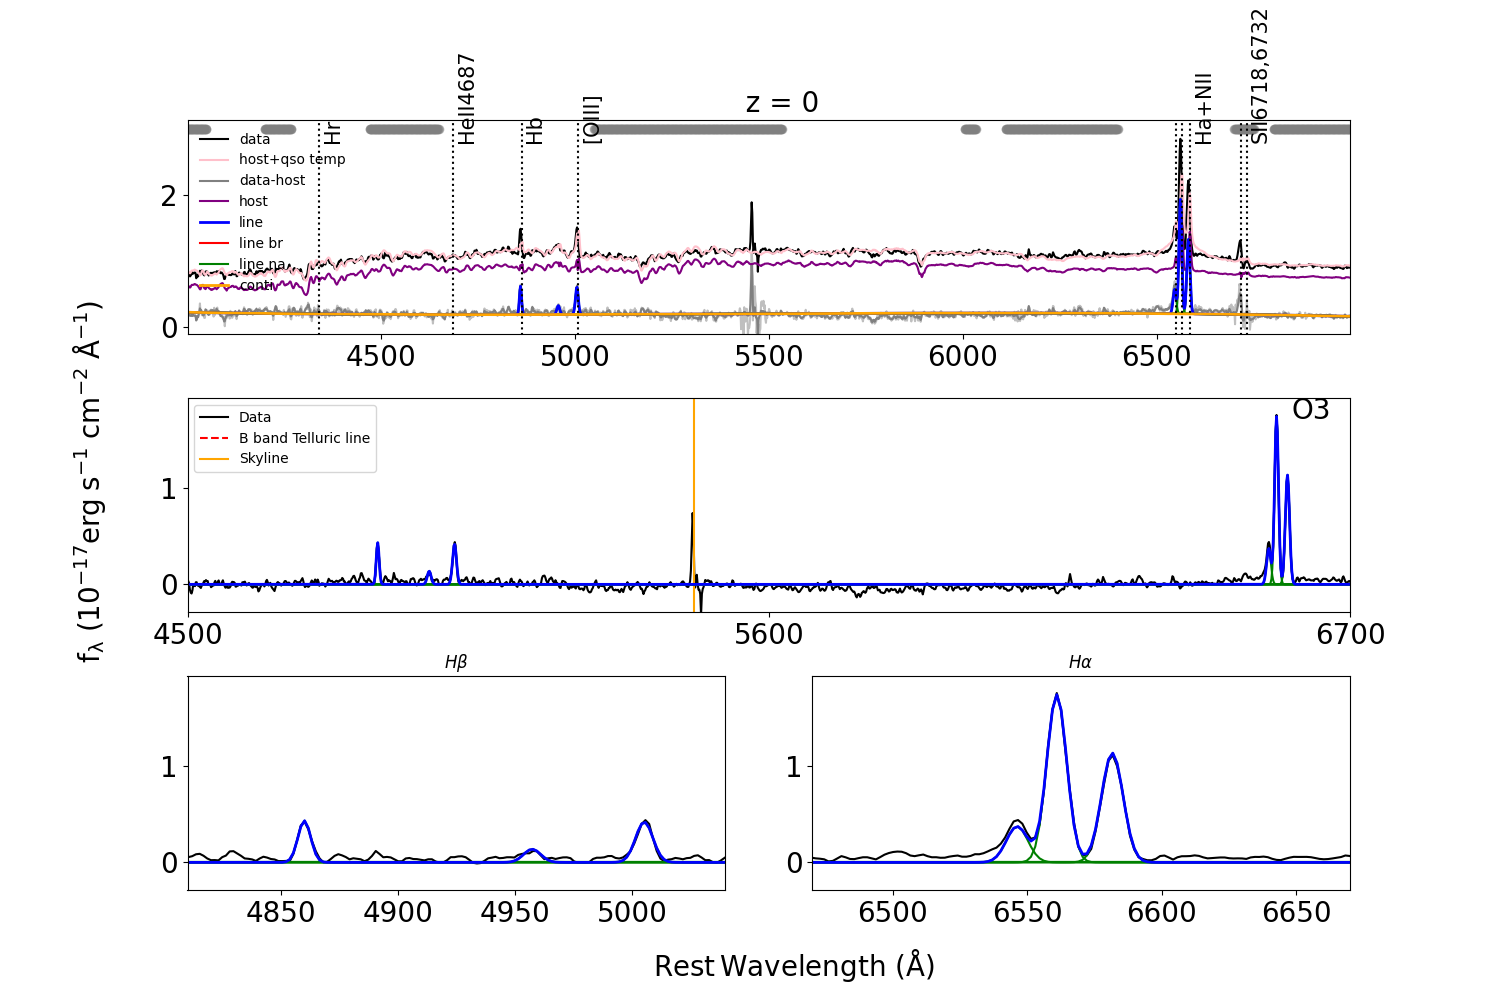 z = 0
Hr
HeII4687
Hb
[OIII]
Ha+NII
SII6718,6732
data
host+qso temp
data-host
host
line
line br
line na
conti
2
0
4500
5000
5500
6000
6500
fλ (10⁻¹⁷erg s⁻¹ cm⁻² Å⁻¹)
Data
B band Telluric line
Skyline
O3
1
0
4500
5600
6700
Hβ
1
0
4850
4900
4950
5000
Hα
1
0
6500
6550
6600
6650
Rest Wavelength (Å)